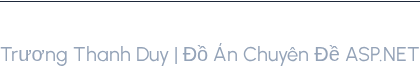 Trương Thanh Duy | Đồ Án Chuyên Đề ASP.NET